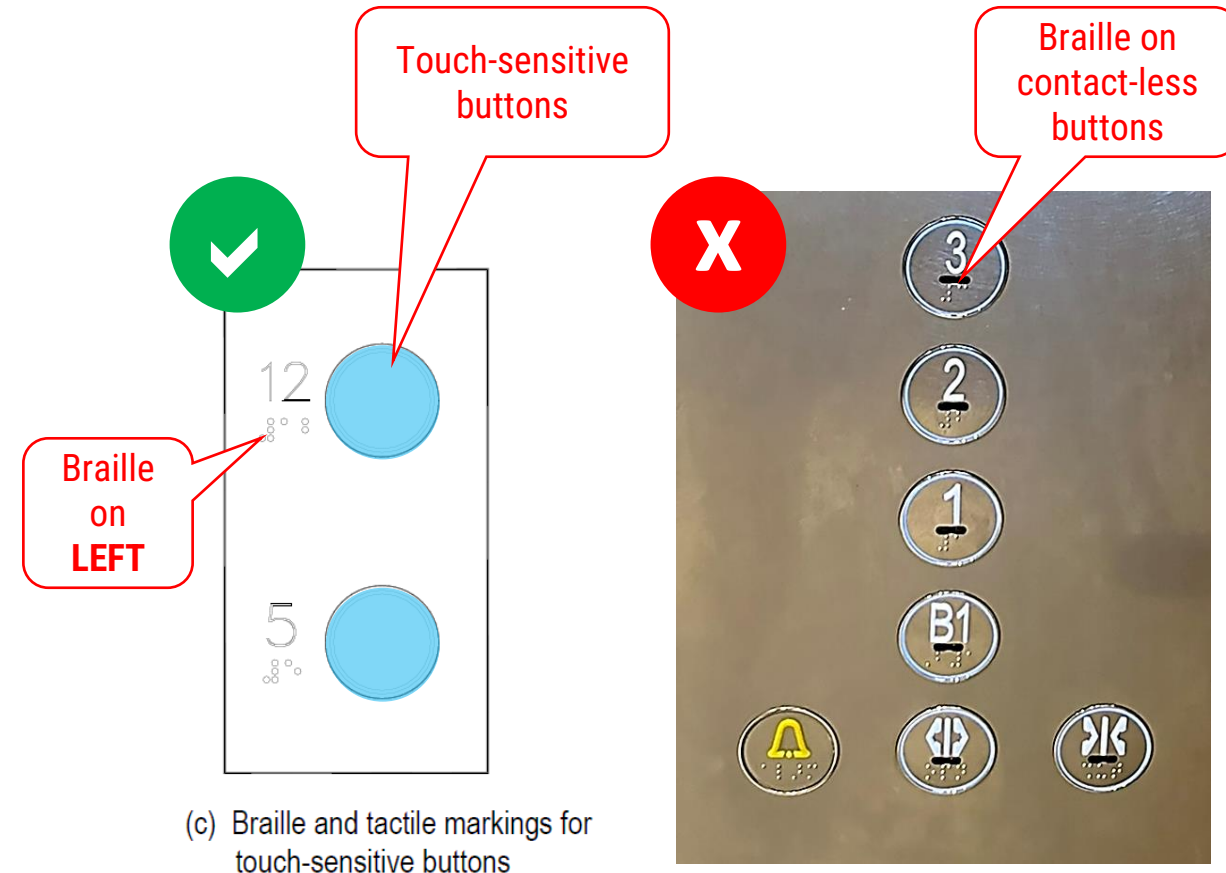 Touch-sensitive
buttons
Braille on
contact-less
buttons
X
12
Braille
on
LEFT
5
(c) Braille and tactile markings for
touch-sensitive buttons
3
2
1
B1